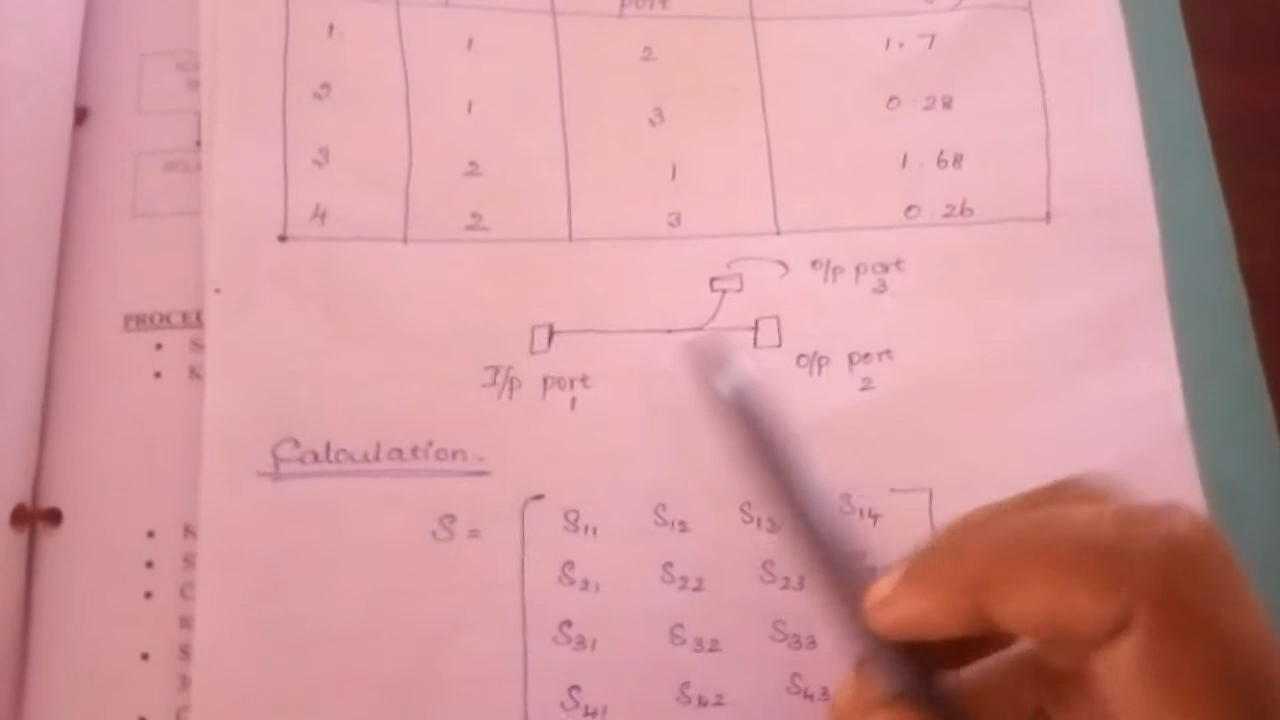 port
1. 1 2 1.7
2 1 3 0.28
3 2 1 1.68
4 2 3 0.26
o/p port 3
I/p port 1
o/p port 2
PROCE
Calculation
S = S11 S12 S13 S14
S21 S22 S23
S31 S32 S33
S41 S42 S43